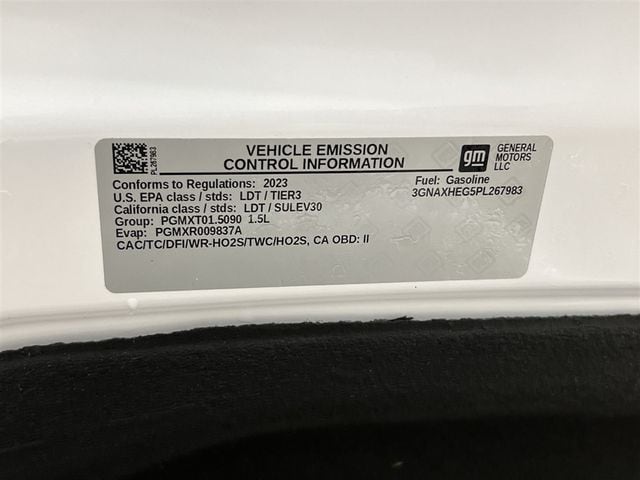 PL267983
VEHICLE EMISSION
CONTROL INFORMATION
gm
GENERAL
MOTORS
LLC
Conforms to Regulations: 2023
U.S. EPA class / stds: LDT / TIER3
California class / stds: LDT / SULEV30
Group: PGMXT01.5090 1.5L
Evap: PGMXR009837A
CAC/TC/DFI/WR-HO2S/TWC/HO2S, CA OBD: II
Fuel: Gasoline
3GNAXHEG5PL267983